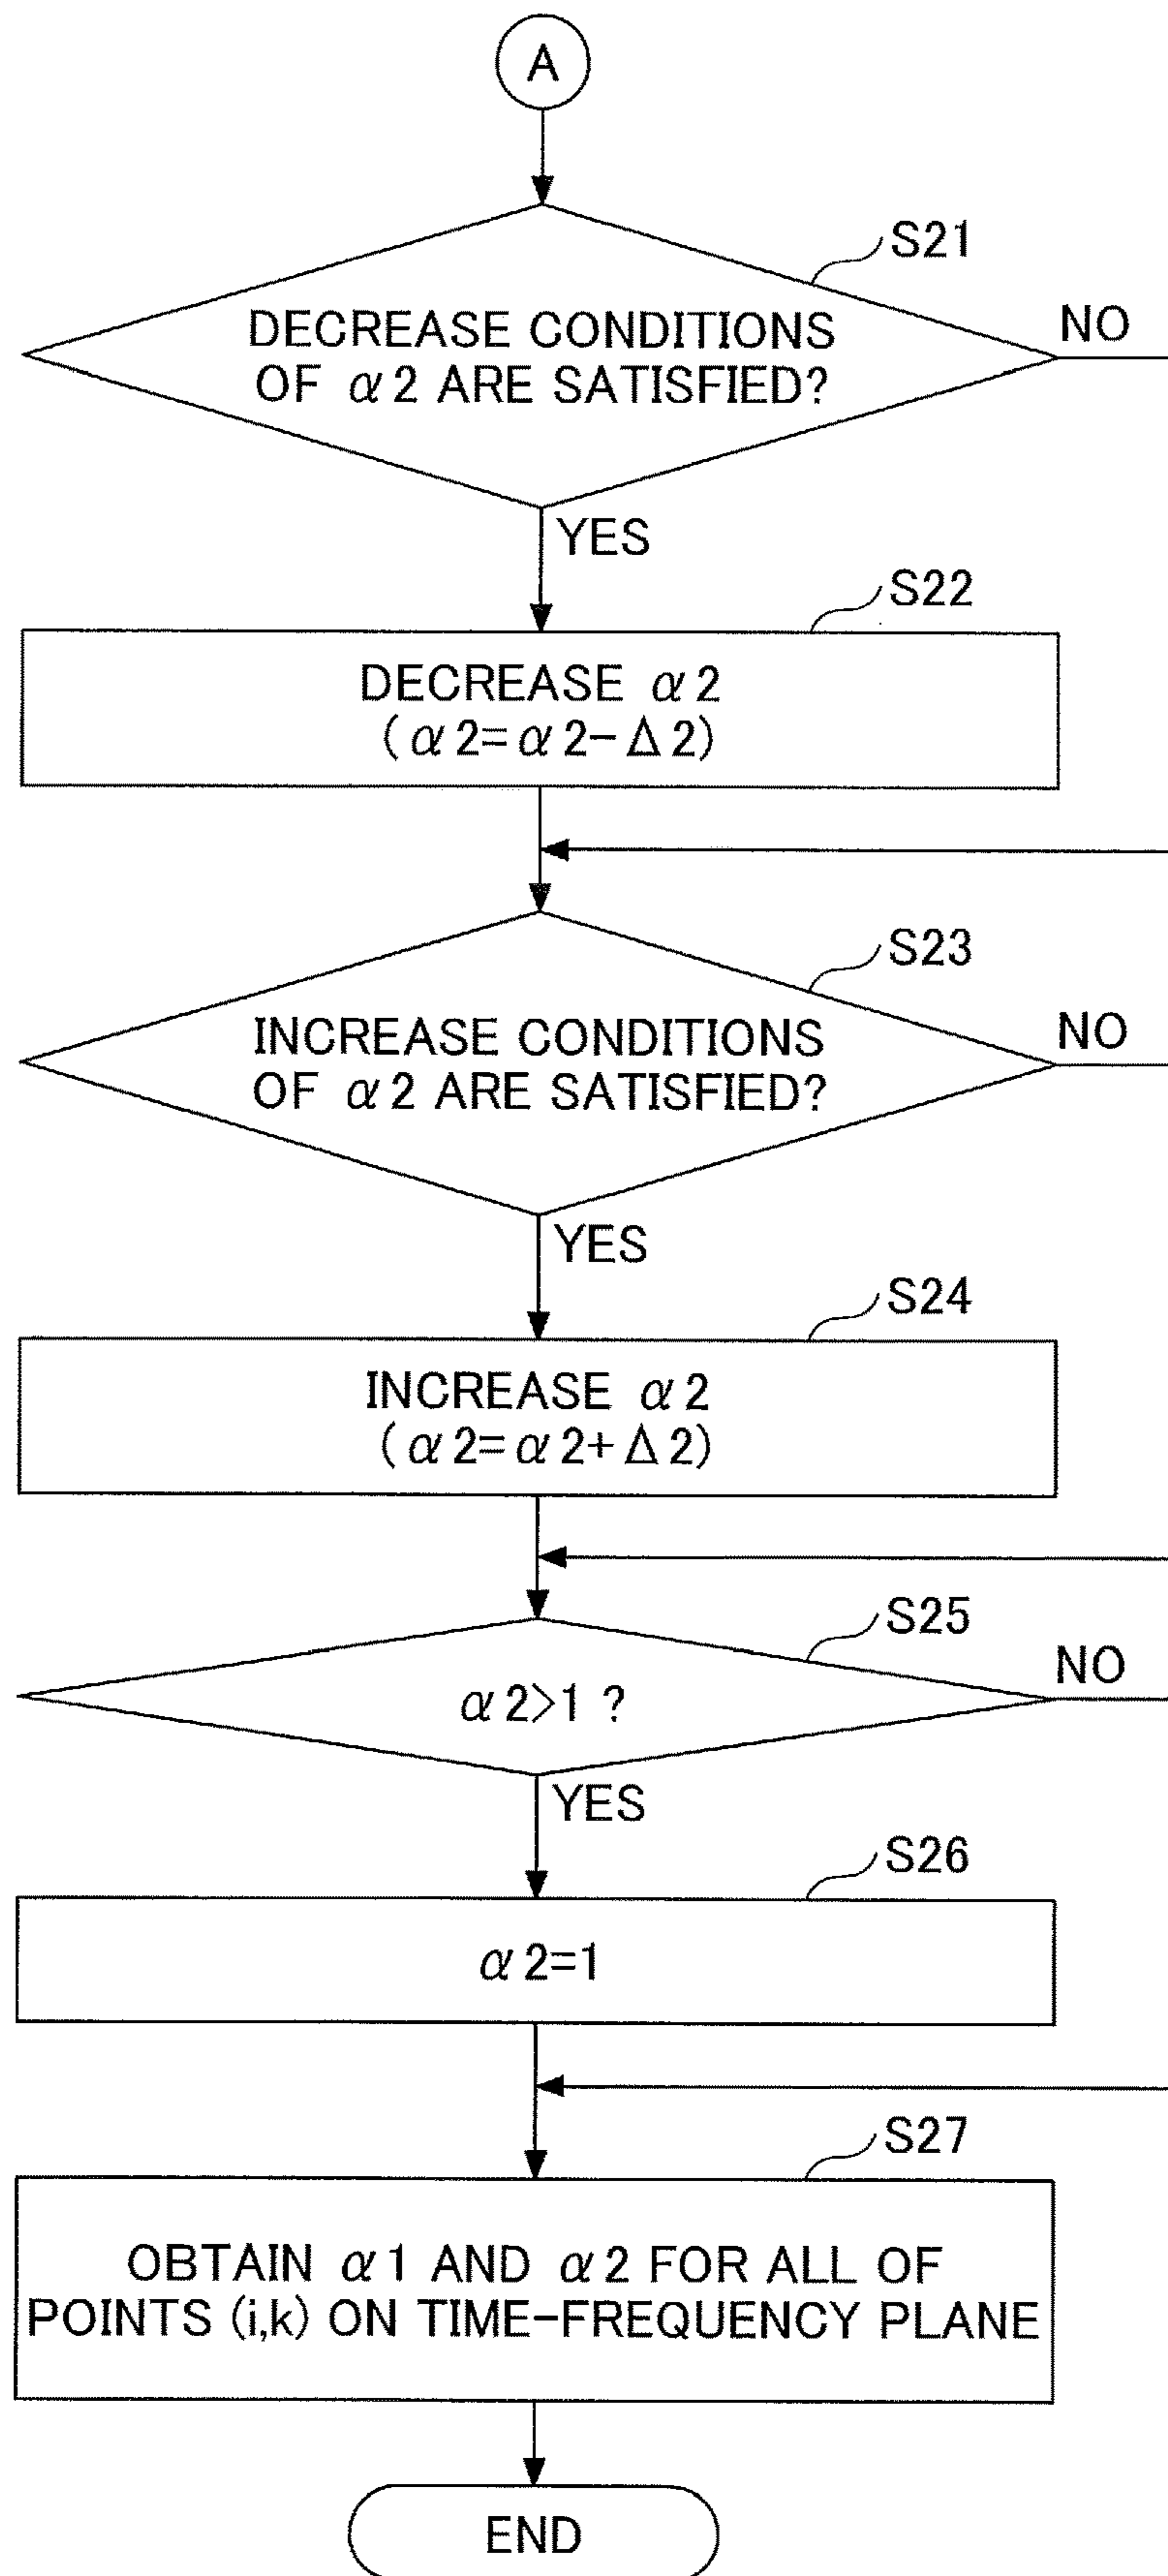 A
S21
DECREASE CONDITIONS
OF α2 ARE SATISFIED?
NO
YES
S22
DECREASE α2
(α2=α2-Δ2)
S23
INCREASE CONDITIONS
OF α2 ARE SATISFIED?
NO
YES
S24
INCREASE α2
(α2=α2+Δ2)
S25
α2>1 ?
NO
YES
S26
α2=1
S27
OBTAIN α1 AND α2 FOR ALL OF
POINTS (i,k) ON TIME-FREQUENCY PLANE
END